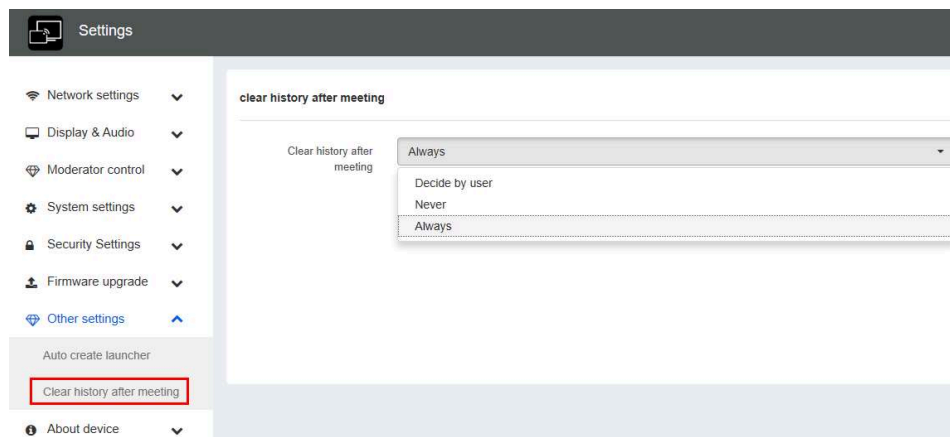 Settings
Network settings
Display & Audio
Moderator control
System settings
Security Settings
Firmware upgrade
Other settings
Auto create launcher
Clear history after meeting
About device
clear history after meeting
Clear history after
meeting
Always
Decide by user
Never
Always